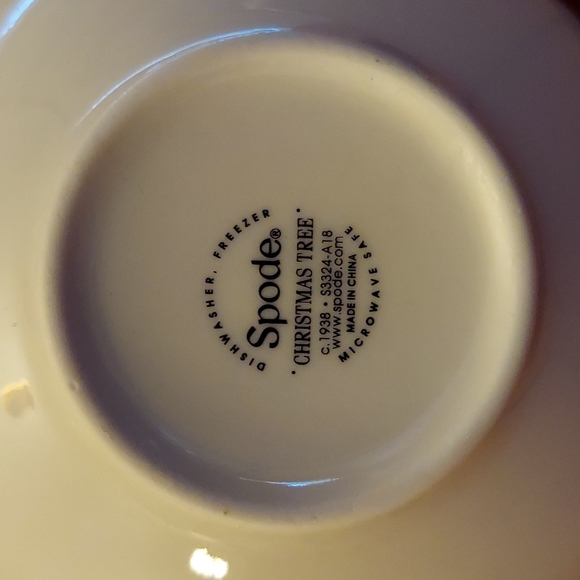 DISHWASHER, FREEZER
Spode®
• CHRISTMAS TREE •
c.1938 • S3324-A18
www.spode.com
MADE IN CHINA
MICROWAVE SAFE